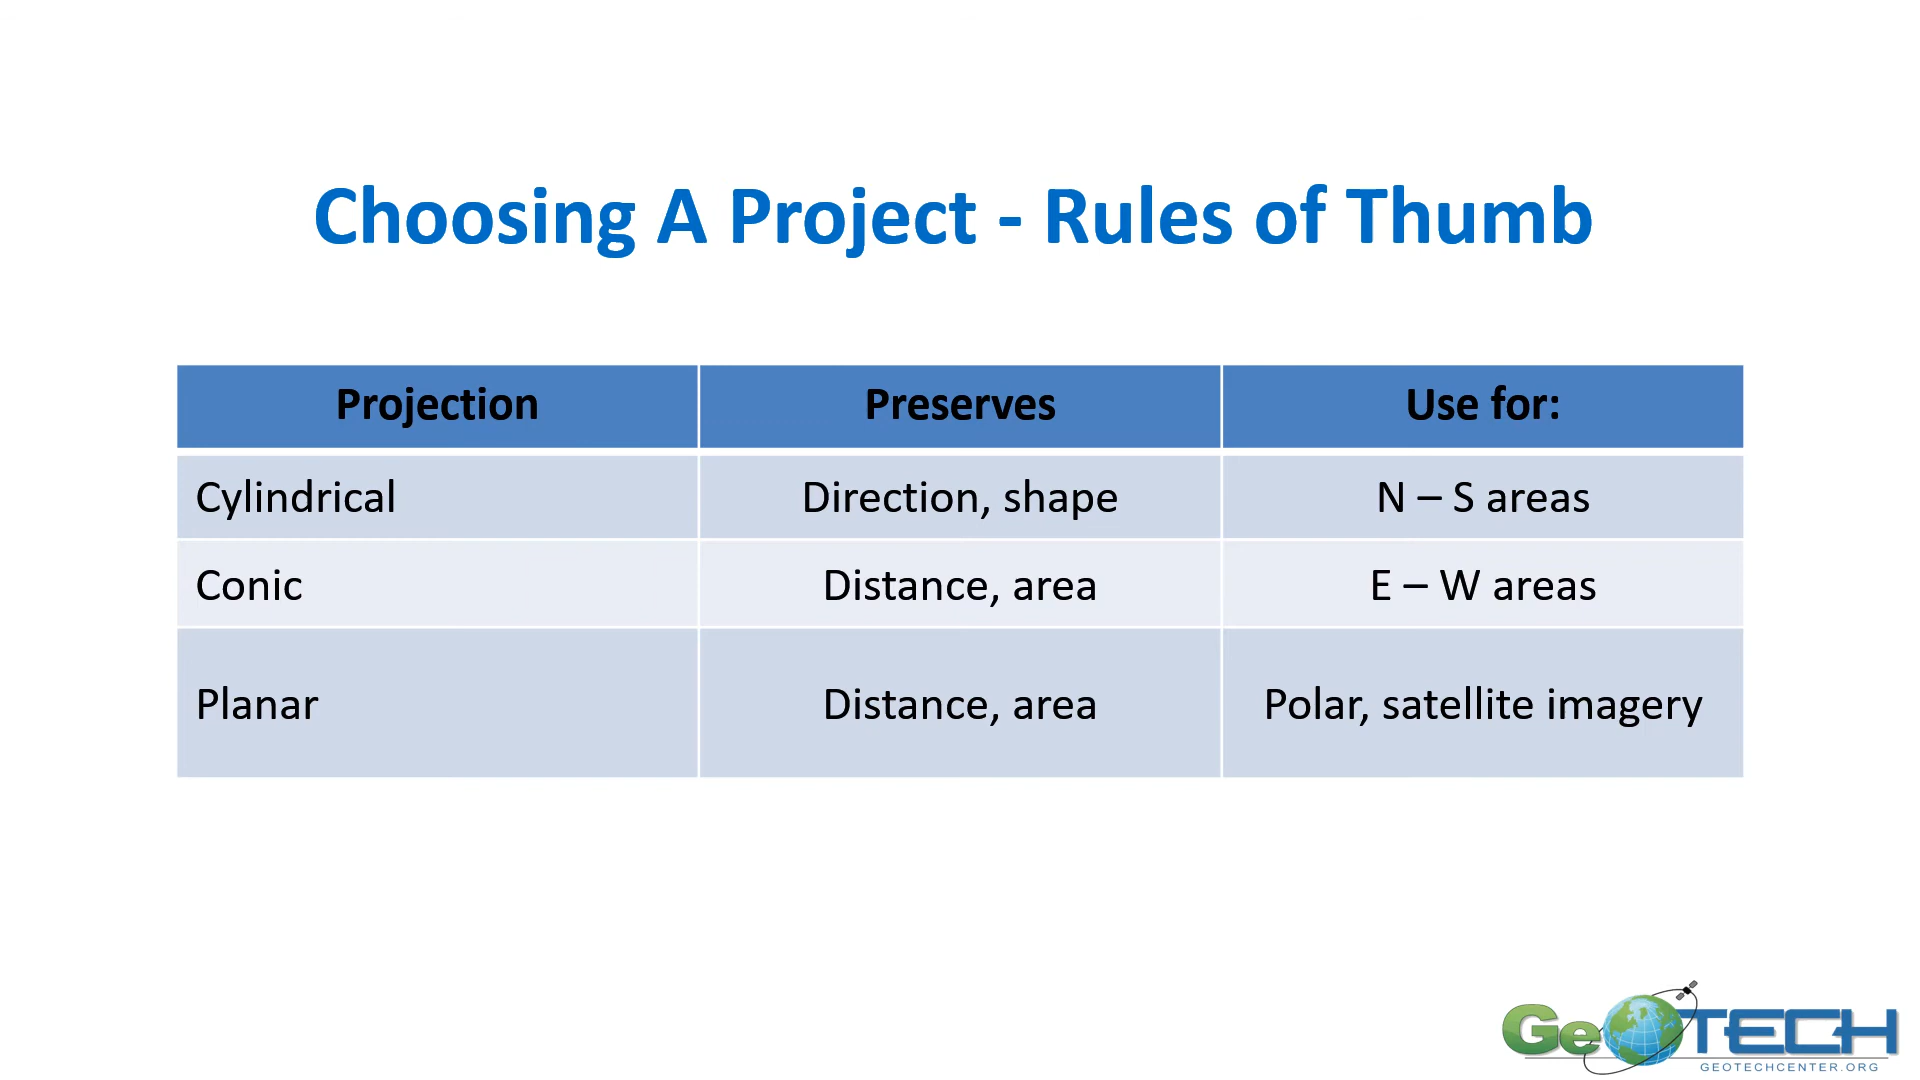 Choosing A Project - Rules of Thumb
Projection Preserves Use for:
Cylindrical Direction, shape N – S areas
Conic Distance, area E – W areas
Planar Distance, area Polar, satellite imagery
GeoTECH
GEOTECHCENTER.ORG